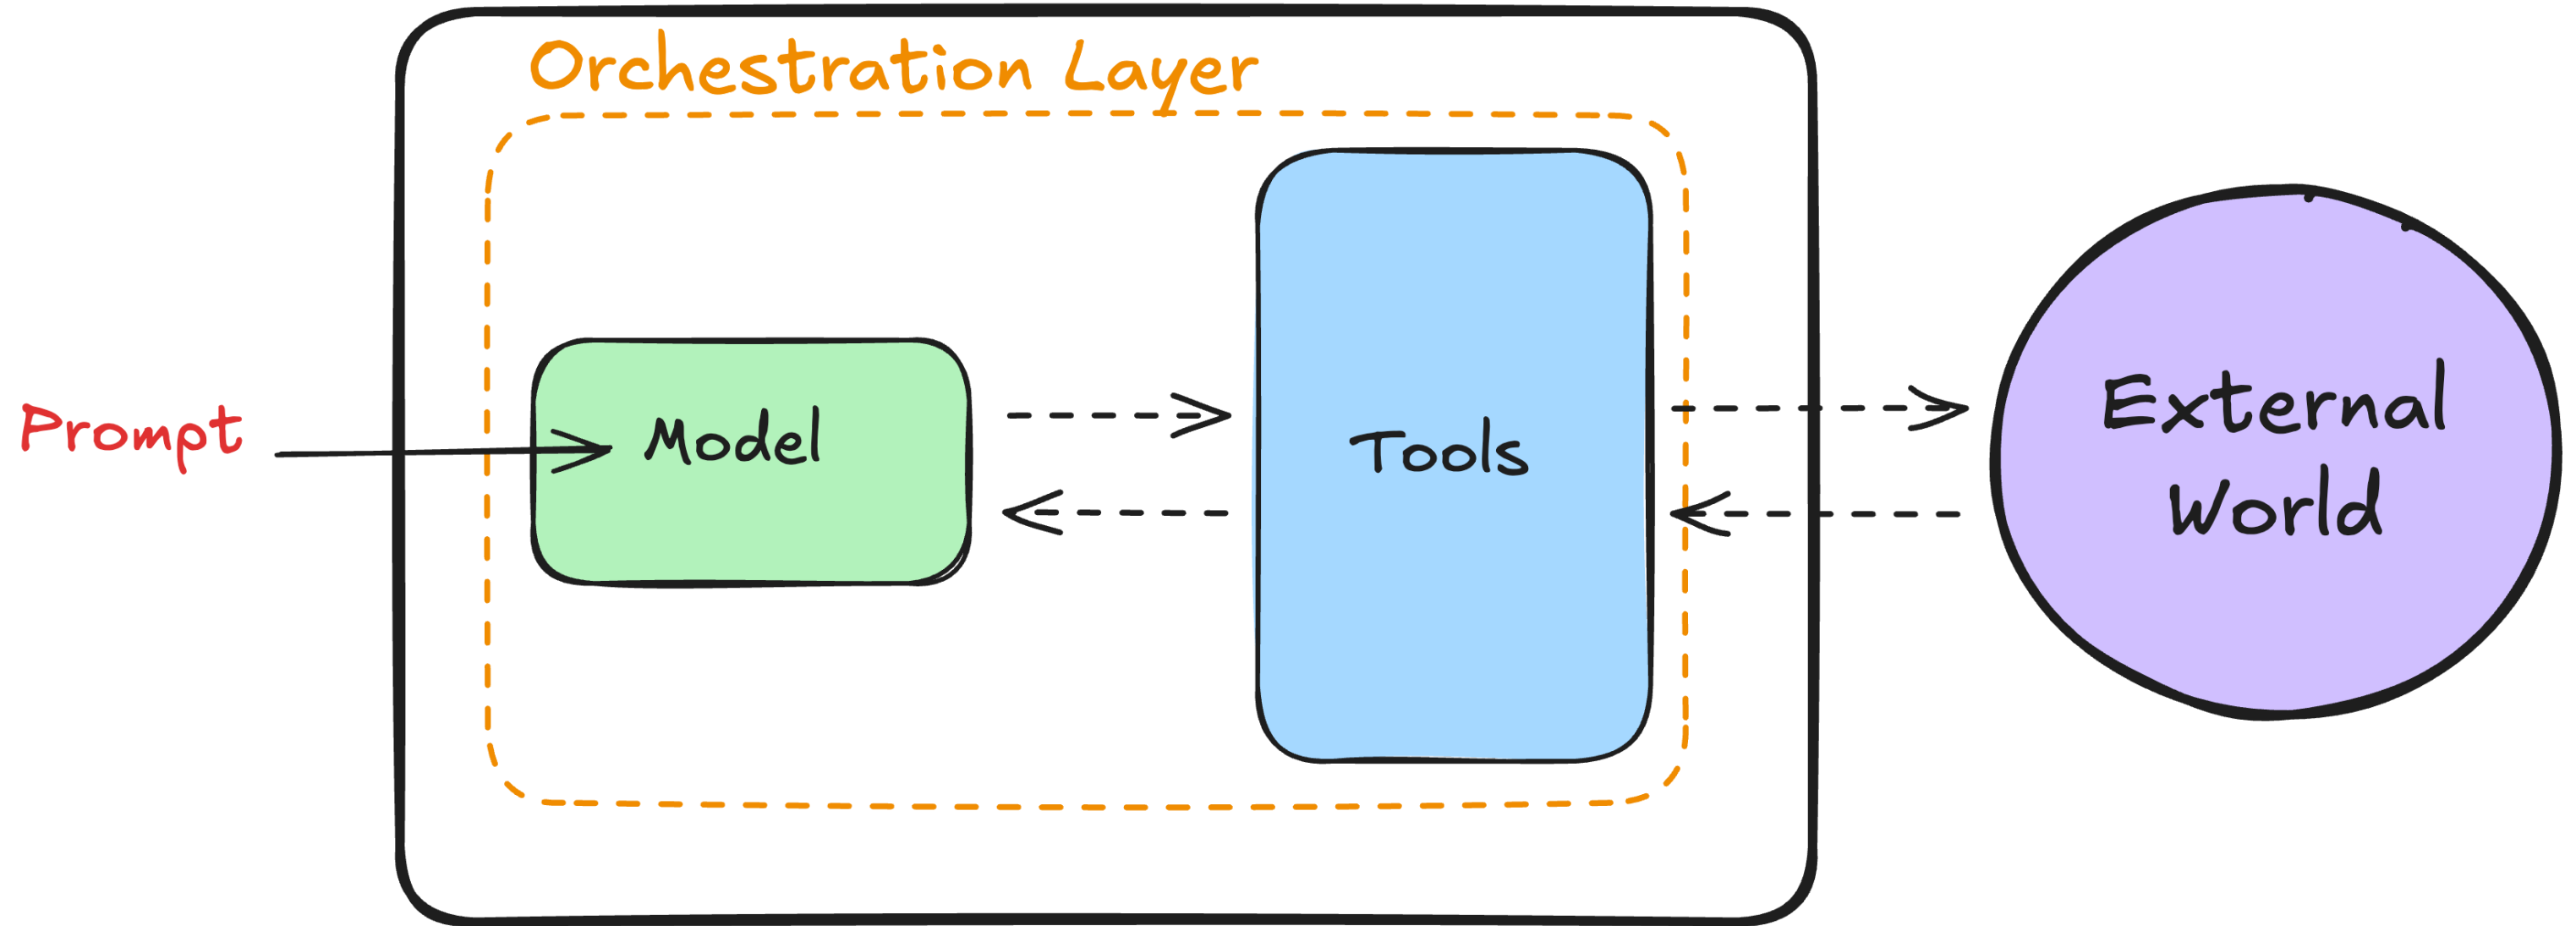 Orchestration Layer
Prompt
Model
Tools
External
World